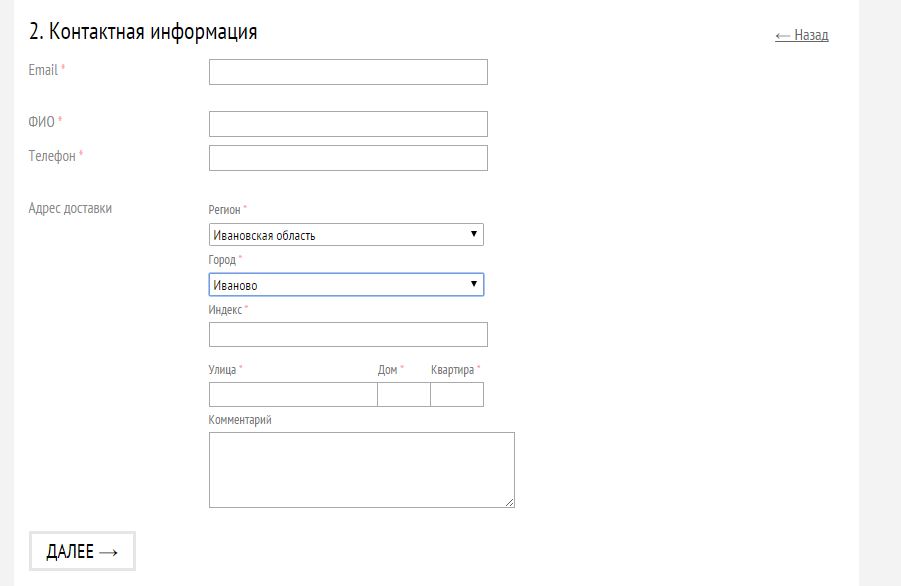 2. Контактная информация
← Назад
Email *
ФИО *
Телефон *
Адрес доставки
Регион *
Ивановская область
Город *
Иваново
Индекс *
Улица * Дом * Квартира *
Комментарий
ДАЛЕЕ →